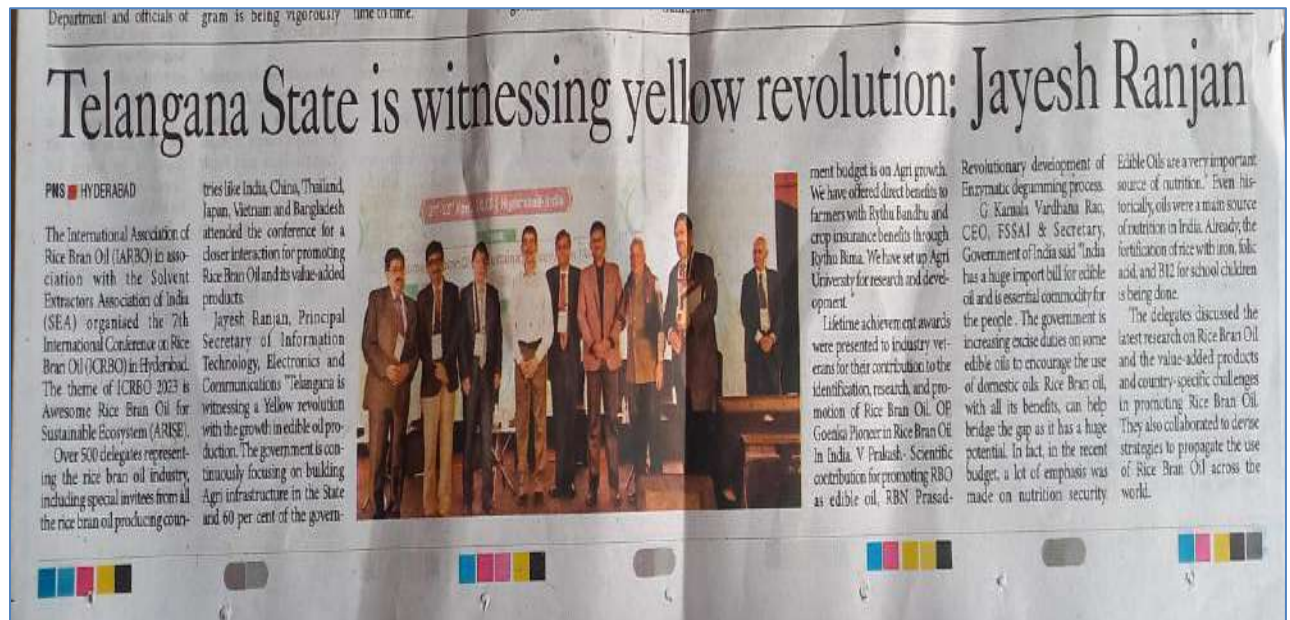 Department and officials of
gram is being vigorously
time to time.
Telangana State is witnessing yellow revolution: Jayesh Ranjan
PNS HYDERABAD
The International Association of
Rice Bran Oil (IARBO) in asso-
ciation with the Solvent
Extractors Association of India
(SEA) organised the 7th
International Conference on Rice
Bran Oil (ICRBO) in Hyderabad.
The theme of ICRBO 2023 is
Awesome Rice Bran Oil for
Sustainable Ecosystem (ARISE).
Over 500 delegates represent-
ing the rice bran oil industry,
including special invitees from all
the rice bran oil producing coun-
tries like India, China, Thailand,
Japan, Vietnam and Bangladesh
attended the conference for a
closer interaction for promoting
Rice Bran Oil and its value-added
products.
Jayesh Ranjan, Principal
Secretary of Information
Technology, Electronics and
Communications "Telangana is
witnessing a Yellow revolution
with the growth in edible oil pro-
duction. The government is con-
tinuously focusing on building
Agri infrastructure in the State
and 60 per cent of the govern-
Hyderabad-India
ment budget is on Agri growth.
We have offered direct benefits to
farmers with Rythu Bandhu and
crop insurance benefits through
Rythu Bima. We have set up Agri
University for research and devel-
opment."
Lifetime achievement awards
were presented to industry vet-
erans for their contribution to the
identification, research, and pro-
motion of Rice Bran Oil. OP
Goenka Pioneer in Rice Bran Oil
In India. V Prakash- Scientific
contribution for promoting RBO
as edible oil, RBN Prasad-
Revolutionary development of
Enzymatic degumming process.
G Kamala Vardhana Rao,
CEO, FSSAI & Secretary,
Government of India said "India
has a huge import bill for edible
oil and is essential commodity for
the people . The government is
increasing excise duties on some
edible oils to encourage the use
of domestic oils. Rice Bran oil,
with all its benefits, can help
bridge the gap as it has a huge
potential. In fact, in the recent
budget, a lot of emphasis was
made on nutrition security
Edible Oils are a very important
source of nutrition." Even his-
torically, oils were a main source
of nutrition in India. Already, the
fortification of rice with iron, folic
acid, and B12 for school children
is being done.
The delegates discussed the
latest research on Rice Bran Oil
and the value-added products
and country-specific challenges
in promoting Rice Bran Oil.
They also collaborated to devise
strategies to propagate the use
of Rice Bran Oil across the
world.